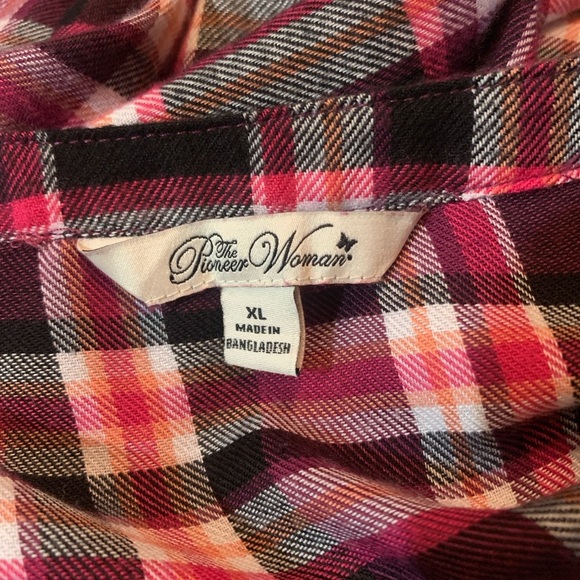 The
Pioneer Woman
XL
MADE IN
BANGLADESH